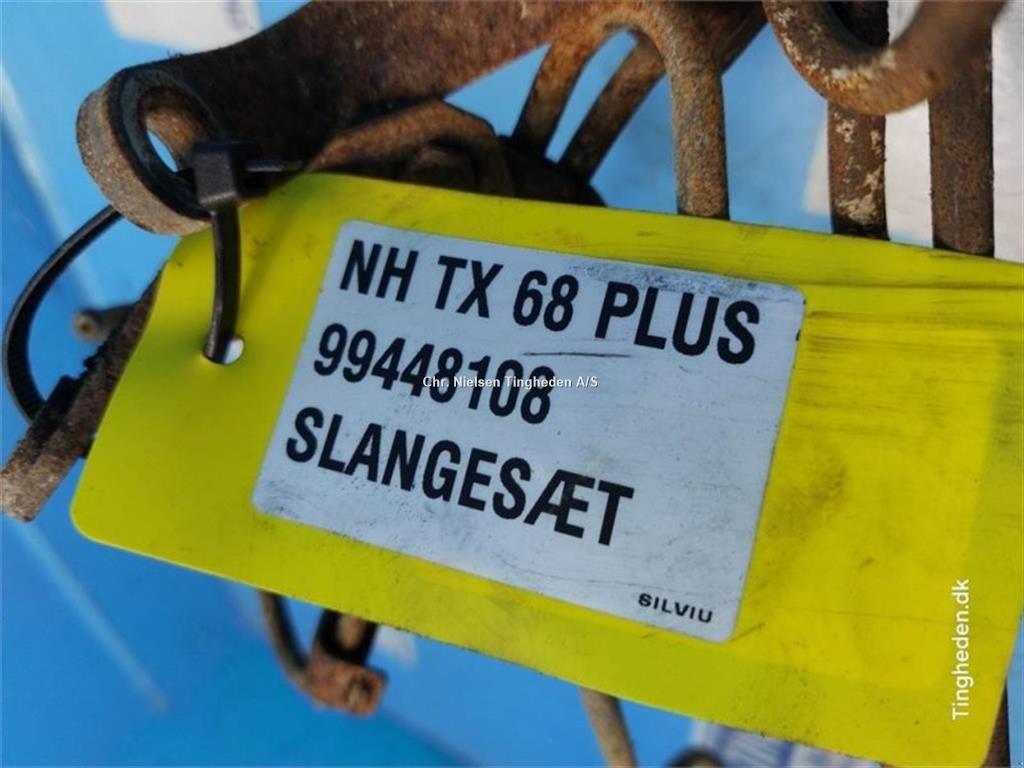 NH TX 68 PLUS
99448108
Chr. Nielsen Tingheden A/S
SLANGESÆT
SILVIU
Tingheden.dk